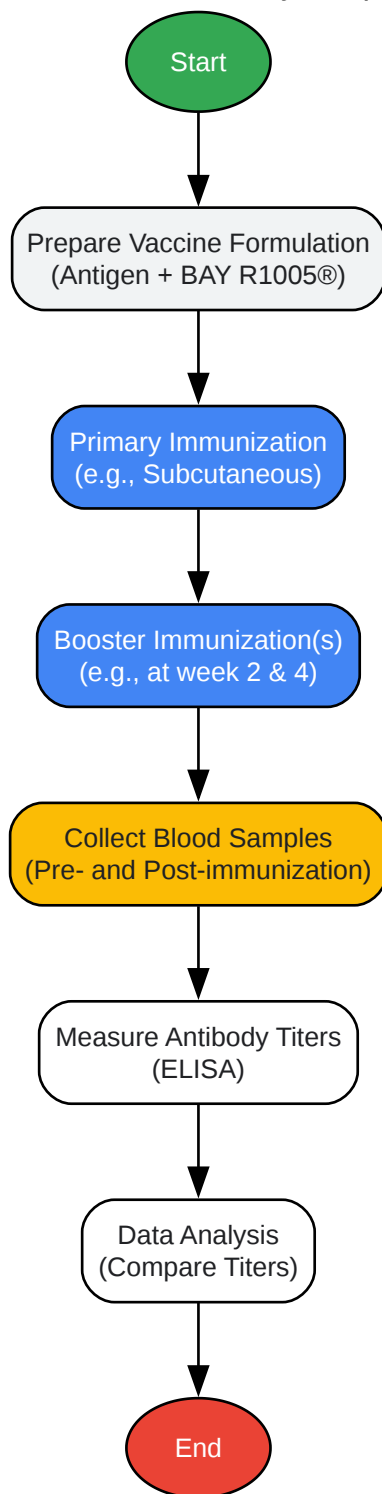 Start
Prepare Vaccine Formulation
(Antigen + BAY R1005®)
Primary Immunization
(e.g., Subcutaneous)
Booster Immunization(s)
(e.g., at week 2 & 4)
Collect Blood Samples
(Pre- and Post-immunization)
Measure Antibody Titers
(ELISA)
Data Analysis
(Compare Titers)
End